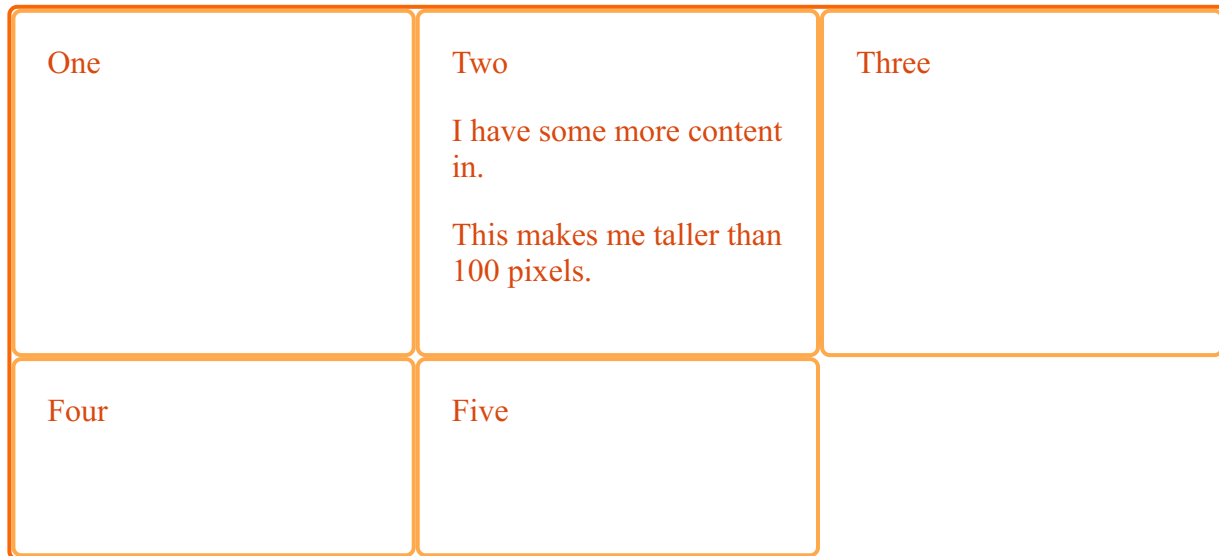 One
Two
Three
I have some more content
in.
This makes me taller than
100 pixels.
Four
Five